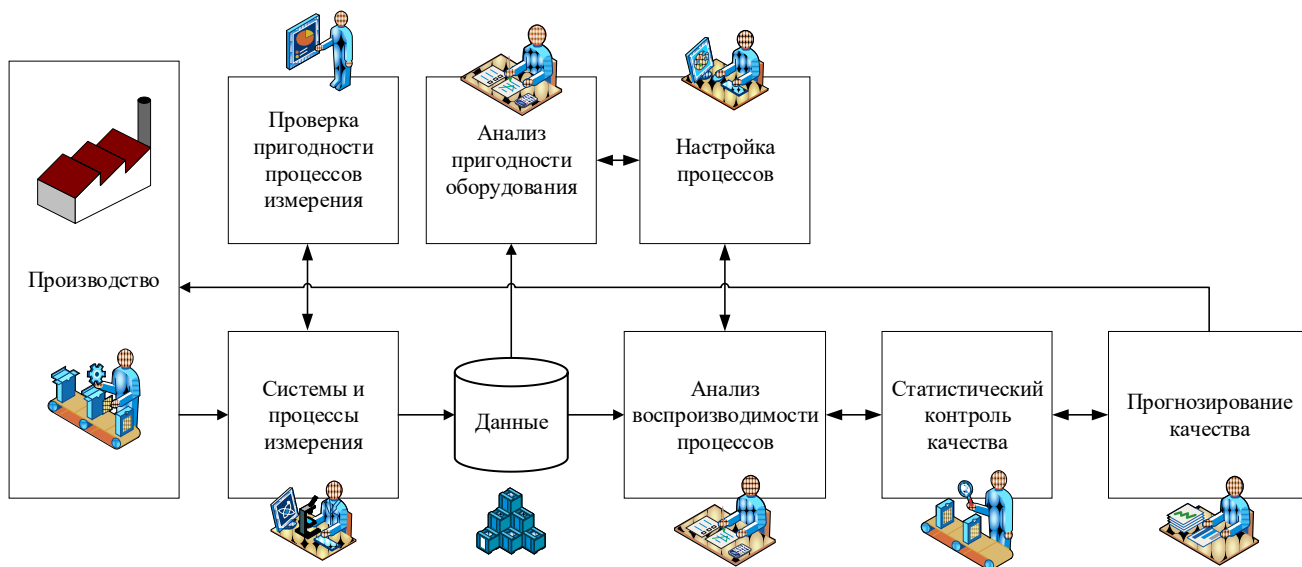 Проверка
пригодности
процессов
измерения
Анализ
пригодности
оборудования
Настройка
процессов
Производство
Системы и
процессы
измерения
Данные
Анализ
воспроизводимости
процессов
Статистический
контроль
качества
Прогнозирование
качества